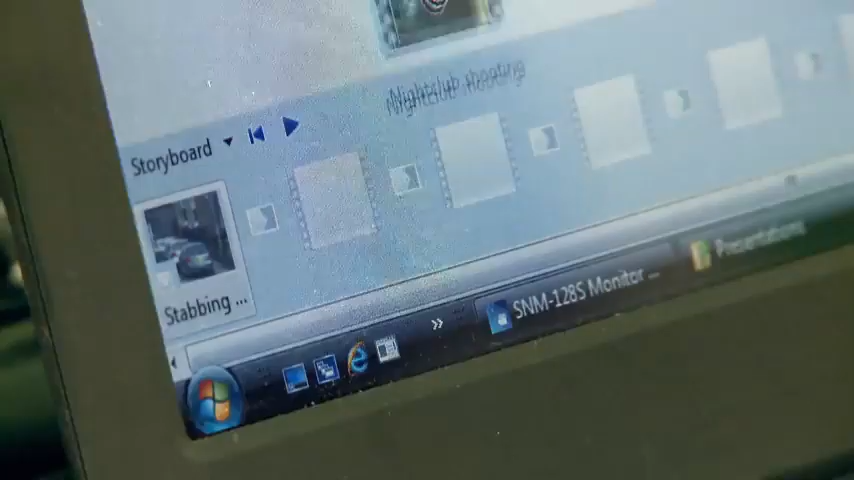 Nightclub shooting
Storyboard
Stabbing ...
SNM-128S Monitor ...
Presentations